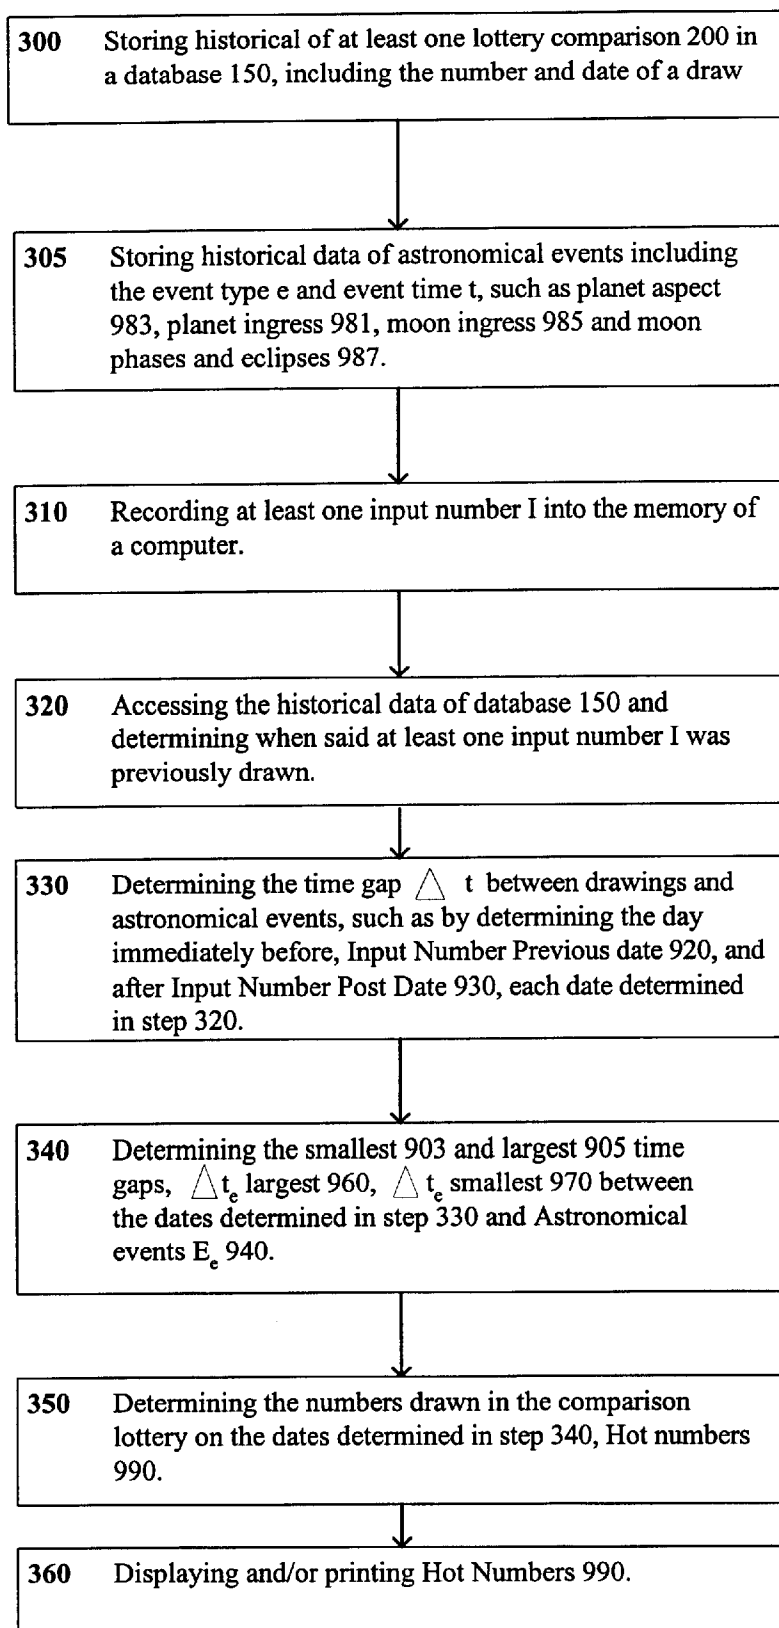 300 Storing historical of at least one lottery comparison 200 in
a database 150, including the number and date of a draw
305 Storing historical data of astronomical events including
the event type e and event time t, such as planet aspect
983, planet ingress 981, moon ingress 985 and moon
phases and eclipses 987.
310 Recording at least one input number I into the memory of
a computer.
320 Accessing the historical data of database 150 and
determining when said at least one input number I was
previously drawn.
330 Determining the time gap △ t between drawings and
astronomical events, such as by determining the day
immediately before, Input Number Previous date 920, and
after Input Number Post Date 930, each date determined
in step 320.
340 Determining the smallest 903 and largest 905 time
gaps, △tₑ largest 960, △ tₑ smallest 970 between
the dates determined in step 330 and Astronomical
events Eₑ 940.
350 Determining the numbers drawn in the comparison
lottery on the dates determined in step 340, Hot numbers
990.
360 Displaying and/or printing Hot Numbers 990.